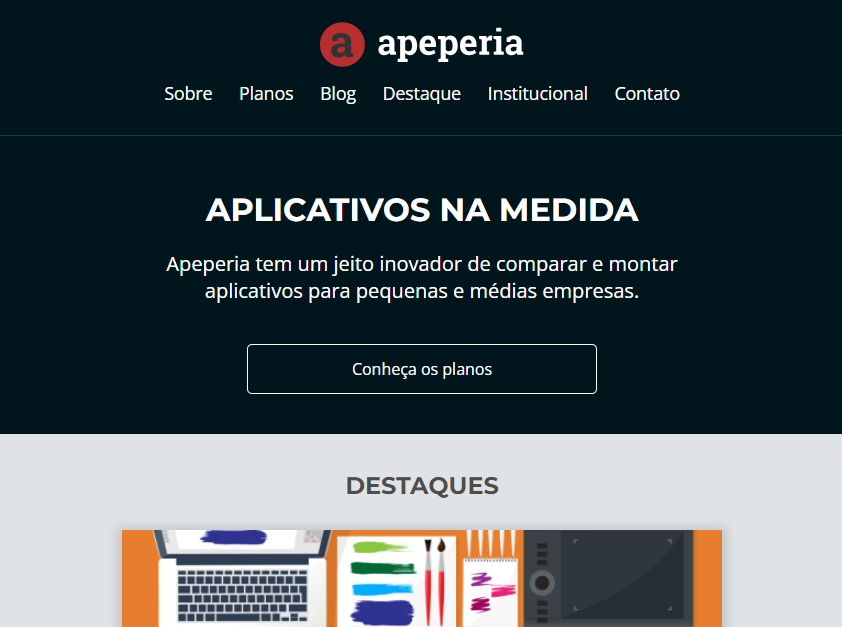 a apeperia
Sobre Planos Blog Destaque Institucional Contato
APLICATIVOS NA MEDIDA
Apeperia tem um jeito inovador de comparar e montar
aplicativos para pequenas e médias empresas.
Conheça os planos
DESTAQUES